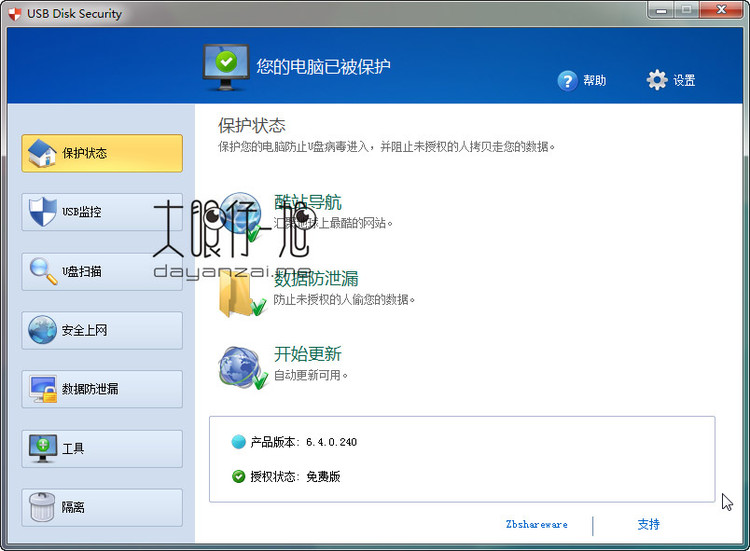 USB Disk Security
您的电脑已被保护
帮助
设置
保护状态
USB监控
U盘扫描
安全上网
数据防泄漏
工具
隔离
保护状态
保护您的电脑防止U盘病毒进入，并阻止未授权的人拷贝走您的数据。
酷站导航
汇聚地球上最酷的网站。
大眼仔~旭
dayanzai.me
数据防泄漏
防止未授权的人偷您的数据。
开始更新
自动更新可用。
产品版本: 6.4.0.240
授权状态: 免费版
Zbshareware
支持